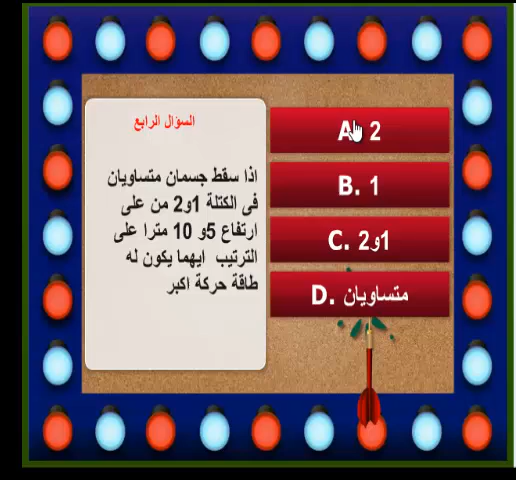 السؤال الرابع
اذا سقط جسمان متساويان
فى الكتلة 1و2 من على
ارتفاع 5و 10 مترا على
الترتيب ايهما يكون له
طاقة حركة اكبر
A. 2
B. 1
C. 1و2
D. متساويان